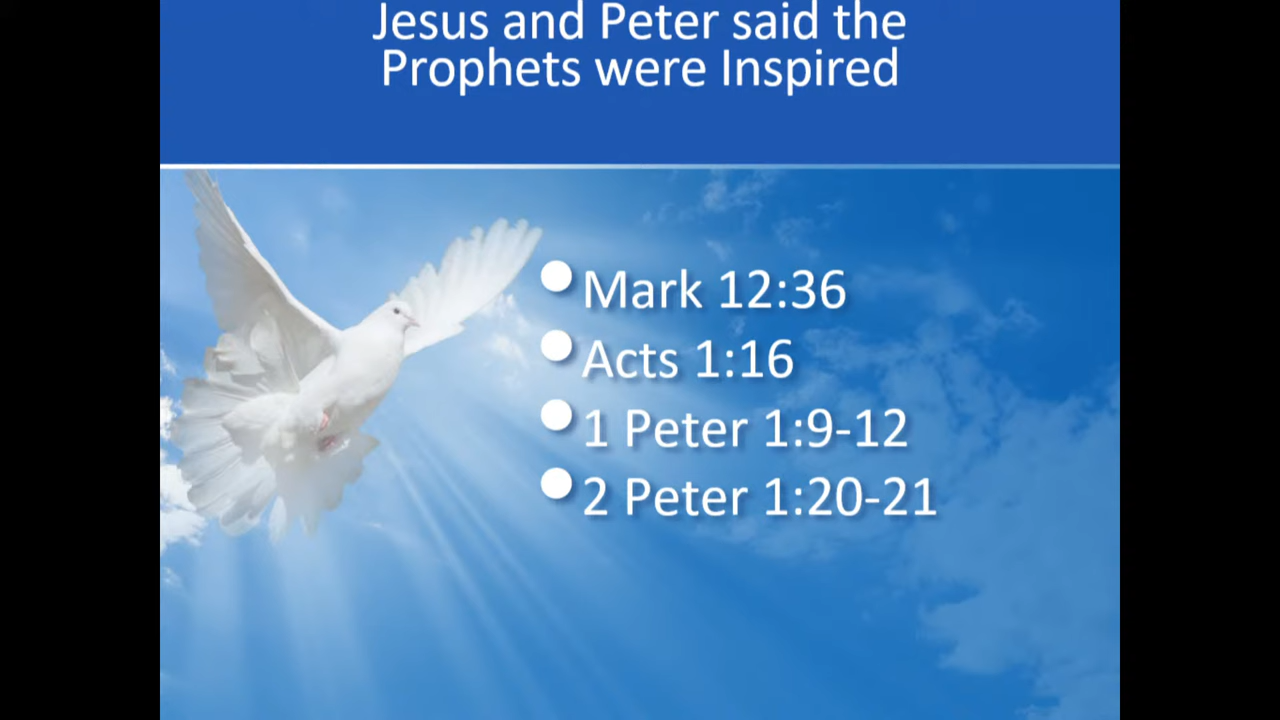 Jesus and Peter said the
Prophets were Inspired
Mark 12:36
Acts 1:16
1 Peter 1:9-12
2 Peter 1:20-21